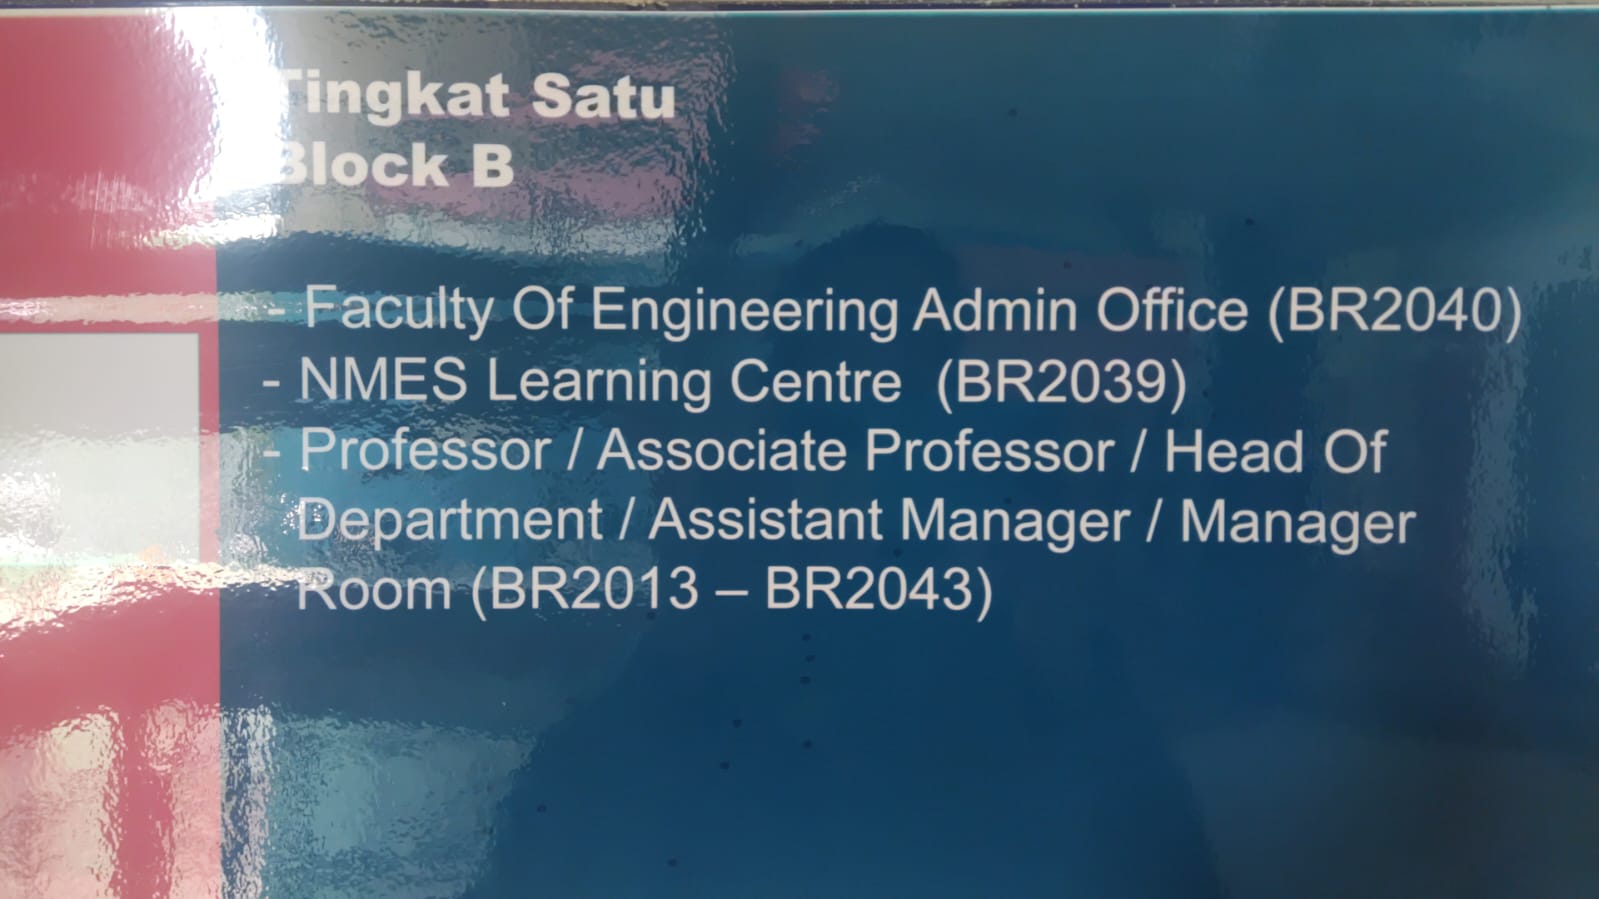 Tingkat Satu
Block B
- Faculty Of Engineering Admin Office (BR2040)
- NMES Learning Centre (BR2039)
- Professor / Associate Professor / Head Of
Department / Assistant Manager / Manager
Room (BR2013 – BR2043)